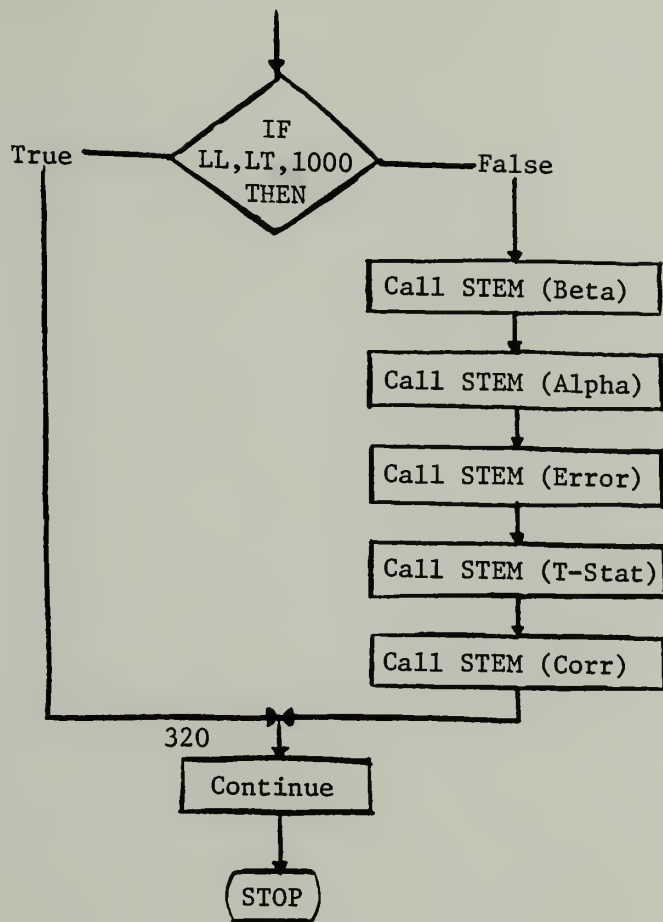 IF
True LL,LT,1000 False
THEN
Call STEM (Beta)
Call STEM (Alpha)
Call STEM (Error)
Call STEM (T-Stat)
Call STEM (Corr)
320
Continue
STOP